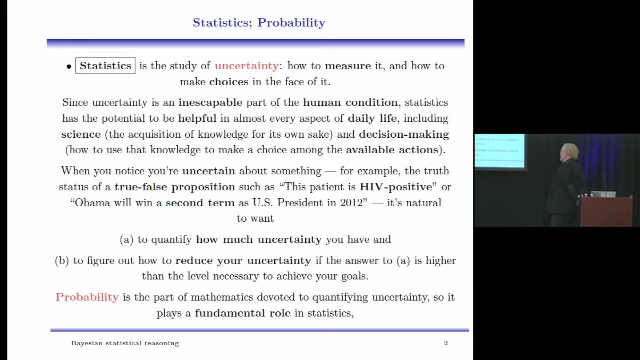 Statistics; Probability
• Statistics is the study of uncertainty: how to measure it, and how to
make choices in the face of it.
Since uncertainty is an inescapable part of the human condition, statistics
has the potential to be helpful in almost every aspect of daily life, including
science (the acquisition of knowledge for its own sake) and decision-making
(how to use that knowledge to make a choice among the available actions).
When you notice you're uncertain about something — for example, the truth
status of a true-false proposition such as "This patient is HIV-positive" or
"Obama will win a second term as U.S. President in 2012" — it's natural
to want
(a) to quantify how much uncertainty you have and
(b) to figure out how to reduce your uncertainty if the answer to (a) is higher
than the level necessary to achieve your goals.
Probability is the part of mathematics devoted to quantifying uncertainty, so it
plays a fundamental role in statistics,
Bayesian statistical reasoning 2